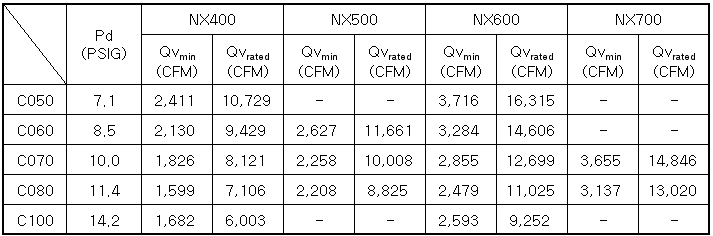 Pd (PSIG) NX400 NX500 NX600 NX700
Qvmin (CFM) Qvrated (CFM) Qvmin (CFM) Qvrated (CFM) Qvmin (CFM) Qvrated (CFM) Qvmin (CFM) Qvrated (CFM)
C050 7.1 2,411 10,729 - - 3,716 16,315 - -
C060 8.5 2,130 9,429 2,627 11,661 3,284 14,606 - -
C070 10.0 1,826 8,121 2,258 10,008 2,855 12,699 3,655 14,846
C080 11.4 1,599 7,106 2,208 8,825 2,479 11,025 3,137 13,020
C100 14.2 1,682 6,003 - - 2,593 9,252 - -